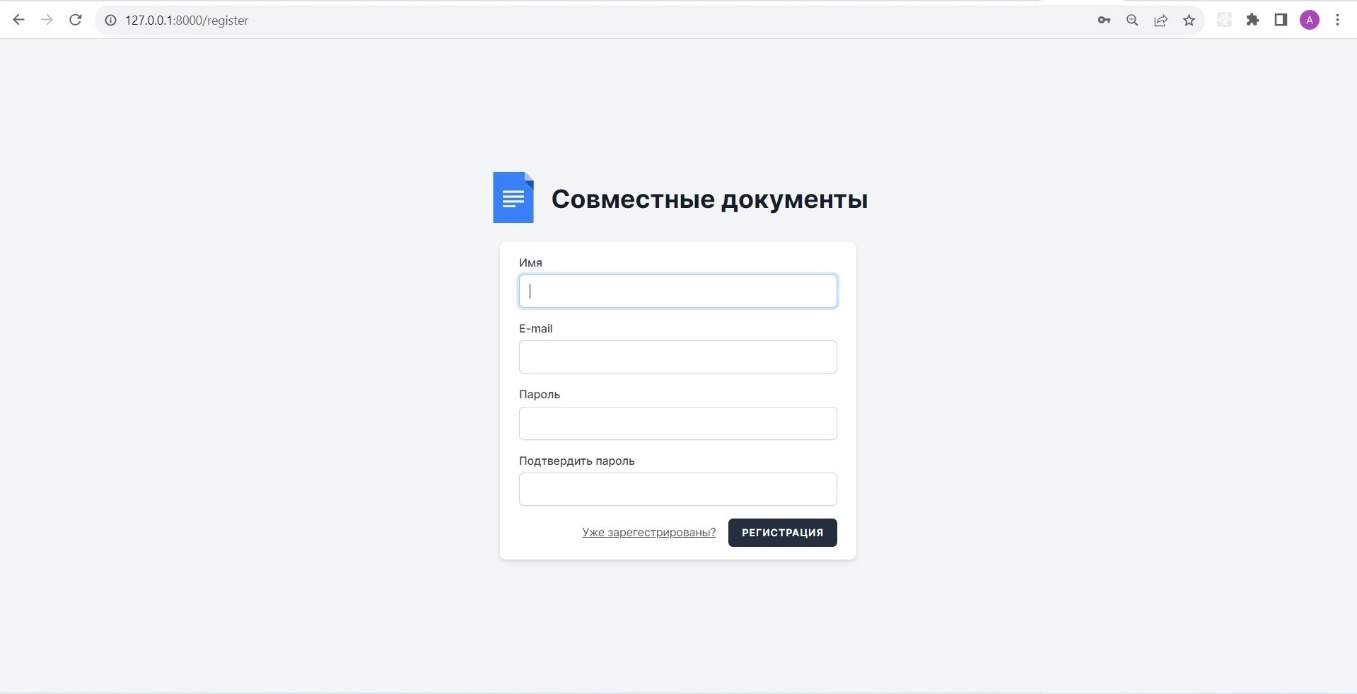 127.0.0.1:8000/register
A
Совместные документы
Имя
E-mail
Пароль
Подтвердить пароль
Уже зарегестрированы? РЕГИСТРАЦИЯ